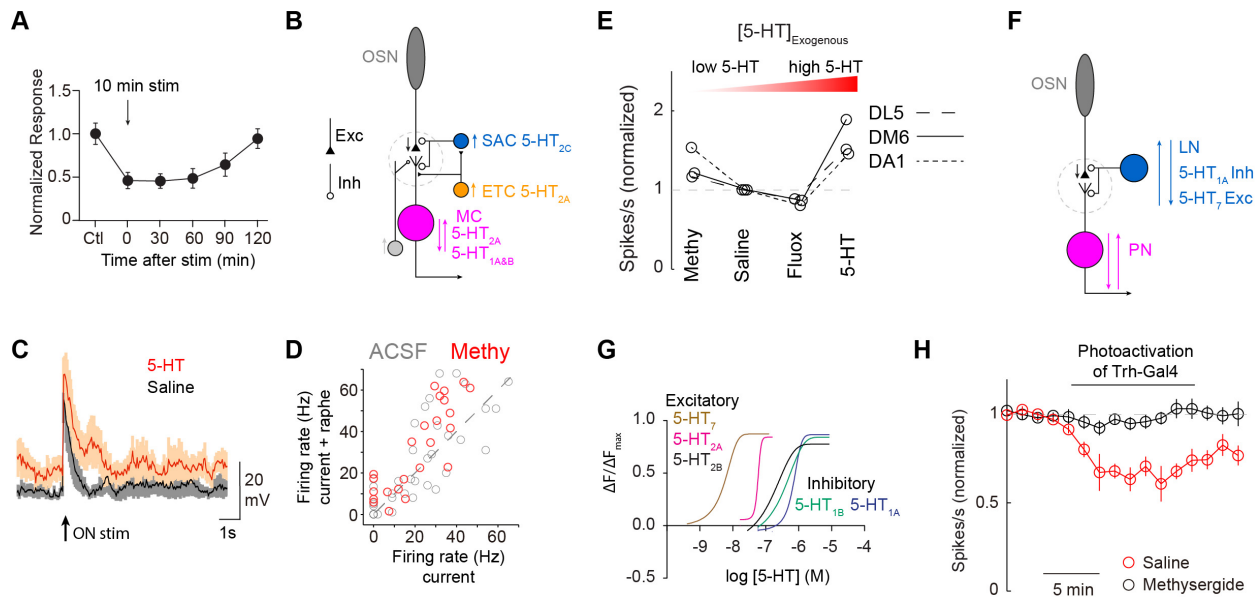 A
10 min stim
1.5
1.0
0.5
0
Normalized Response
Ctl 0 30 60 90 120
Time after stim (min)
B
OSN
Exc
Inh
SAC 5-HT2C
ETC 5-HT2A
MC
5-HT2A
5-HT1A&B
C
5-HT
Saline
20
mV
1s
ON stim
D
ACSF Methy
Firing rate (Hz)
current + raphe
60
40
20
0
0 20 40 60
Firing rate (Hz)
current
E
[5-HT]Exogenous
low 5-HT high 5-HT
Spikes/s (normalized)
2
1
0
Methy
Saline
Fluox
5-HT
DL5
DM6
DA1
F
OSN
LN
5-HT1A Inh
5-HT7 Exc
PN
G
Excitatory
5-HT7
5-HT2A
5-HT2B
Inhibitory
5-HT1B 5-HT1A
ΔF/ΔFmax
1.0
0.5
0.0
-0.5
-9 -8 -7 -6 -5 -4
log [5-HT] (M)
H
Photoactivation
of Trh-Gal4
Spikes/s (normalized)
1
0.5
0
5 min
Saline
Methysergide